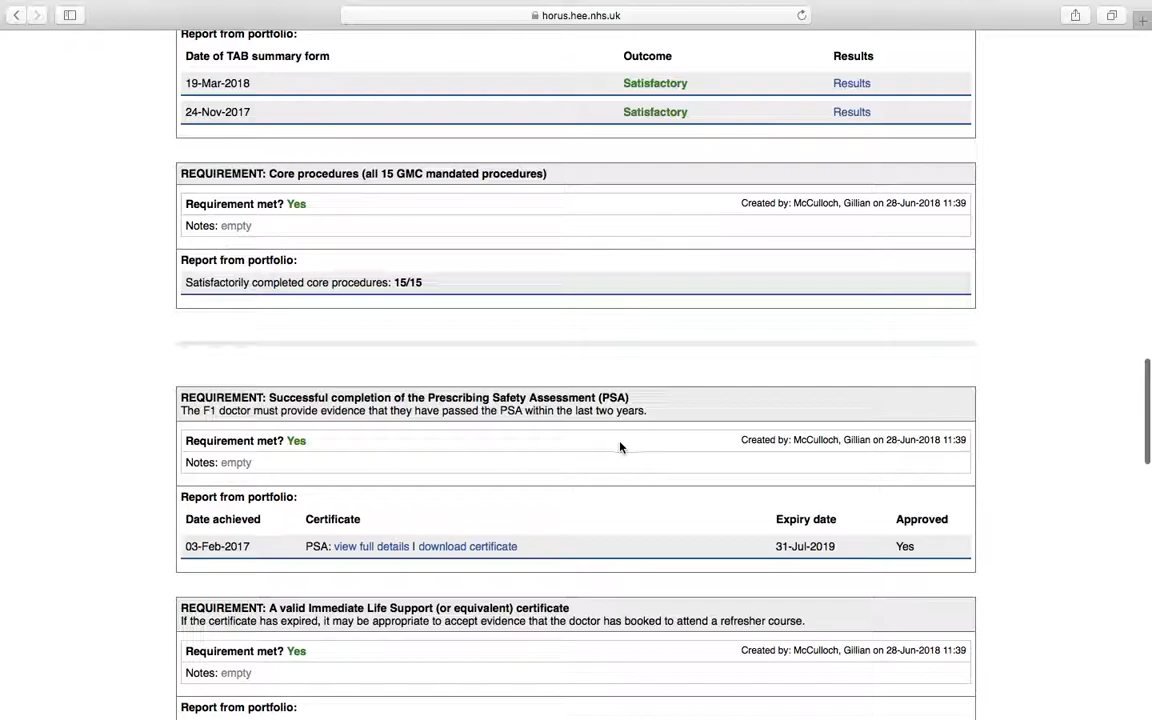 horus.hee.nhs.uk
Report from portfolio:
Date of TAB summary form Outcome Results
19-Mar-2018 Satisfactory Results
24-Nov-2017 Satisfactory Results
REQUIREMENT: Core procedures (all 15 GMC mandated procedures)
Requirement met? Yes Created by: McCulloch, Gillian on 28-Jun-2018 11:39
Notes: empty
Report from portfolio:
Satisfactorily completed core procedures: 15/15
REQUIREMENT: Successful completion of the Prescribing Safety Assessment (PSA)
The F1 doctor must provide evidence that they have passed the PSA within the last two years.
Requirement met? Yes Created by: McCulloch, Gillian on 28-Jun-2018 11:39
Notes: empty
Report from portfolio:
Date achieved Certificate Expiry date Approved
03-Feb-2017 PSA: view full details | download certificate 31-Jul-2019 Yes
REQUIREMENT: A valid Immediate Life Support (or equivalent) certificate
If the certificate has expired, it may be appropriate to accept evidence that the doctor has booked to attend a refresher course.
Requirement met? Yes Created by: McCulloch, Gillian on 28-Jun-2018 11:39
Notes: empty
Report from portfolio: